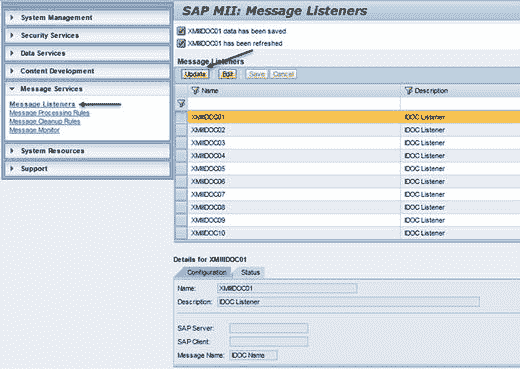 System Management
Security Services
Data Services
Content Development
Message Services
Message Listeners
Message Processing Rules
Message Cleanup Rules
Message Monitor
System Resources
Support
SAP MII: Message Listeners
XMIIIDOC01 data has been saved
XMIIIDOC01 has been refreshed
Message Listeners
Update Edit Save Cancel
Name Description
XMIIIDOC01 IDOC Listener
XMIIIDOC02 IDOC Listener
XMIIIDOC03 IDOC Listener
XMIIIDOC04 IDOC Listener
XMIIIDOC05 IDOC Listener
XMIIIDOC06 IDOC Listener
XMIIIDOC07 IDOC Listener
XMIIIDOC08 IDOC Listener
XMIIIDOC09 IDOC Listener
XMIIIDOC10 IDOC Listener
Details for XMIIIDOC01
Configuration Status
Name: XMIIIDOC01
Description: IDOC Listener
SAP Server:
SAP Client:
Message Name: IDOC Name